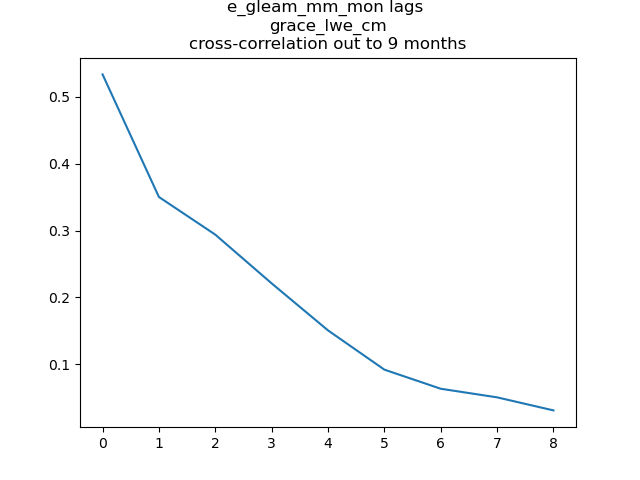 e_gleam_mm_mon lags
grace_lwe_cm
cross-correlation out to 9 months
0.5
0.4
0.3
0.2
0.1
0 1 2 3 4 5 6 7 8